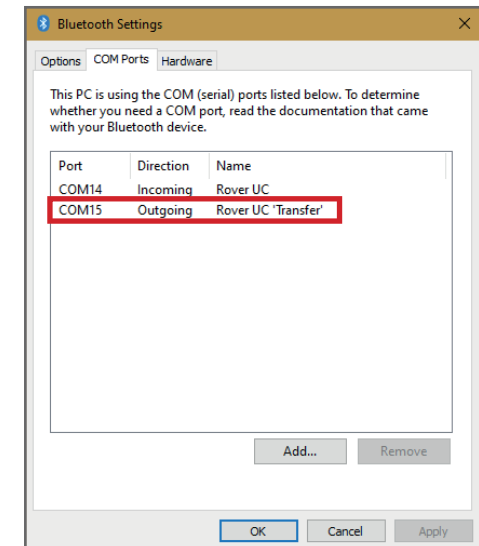 Bluetooth Settings
Options COM Ports Hardware
This PC is using the COM (serial) ports listed below. To determine
whether you need a COM port, read the documentation that came
with your Bluetooth device.
Port Direction Name
COM14 Incoming Rover UC
COM15 Outgoing Rover UC 'Transfer'
Add... Remove
OK Cancel Apply